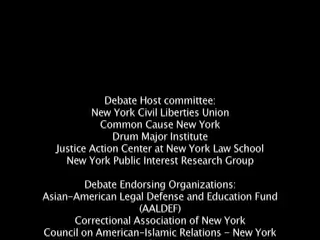 Debate Host committee:
New York Civil Liberties Union
Common Cause New York
Drum Major Institute
Justice Action Center at New York Law School
New York Public Interest Research Group
Debate Endorsing Organizations:
Asian-American Legal Defense and Education Fund
(AALDEF)
Correctional Association of New York
Council on American-Islamic Relations - New York